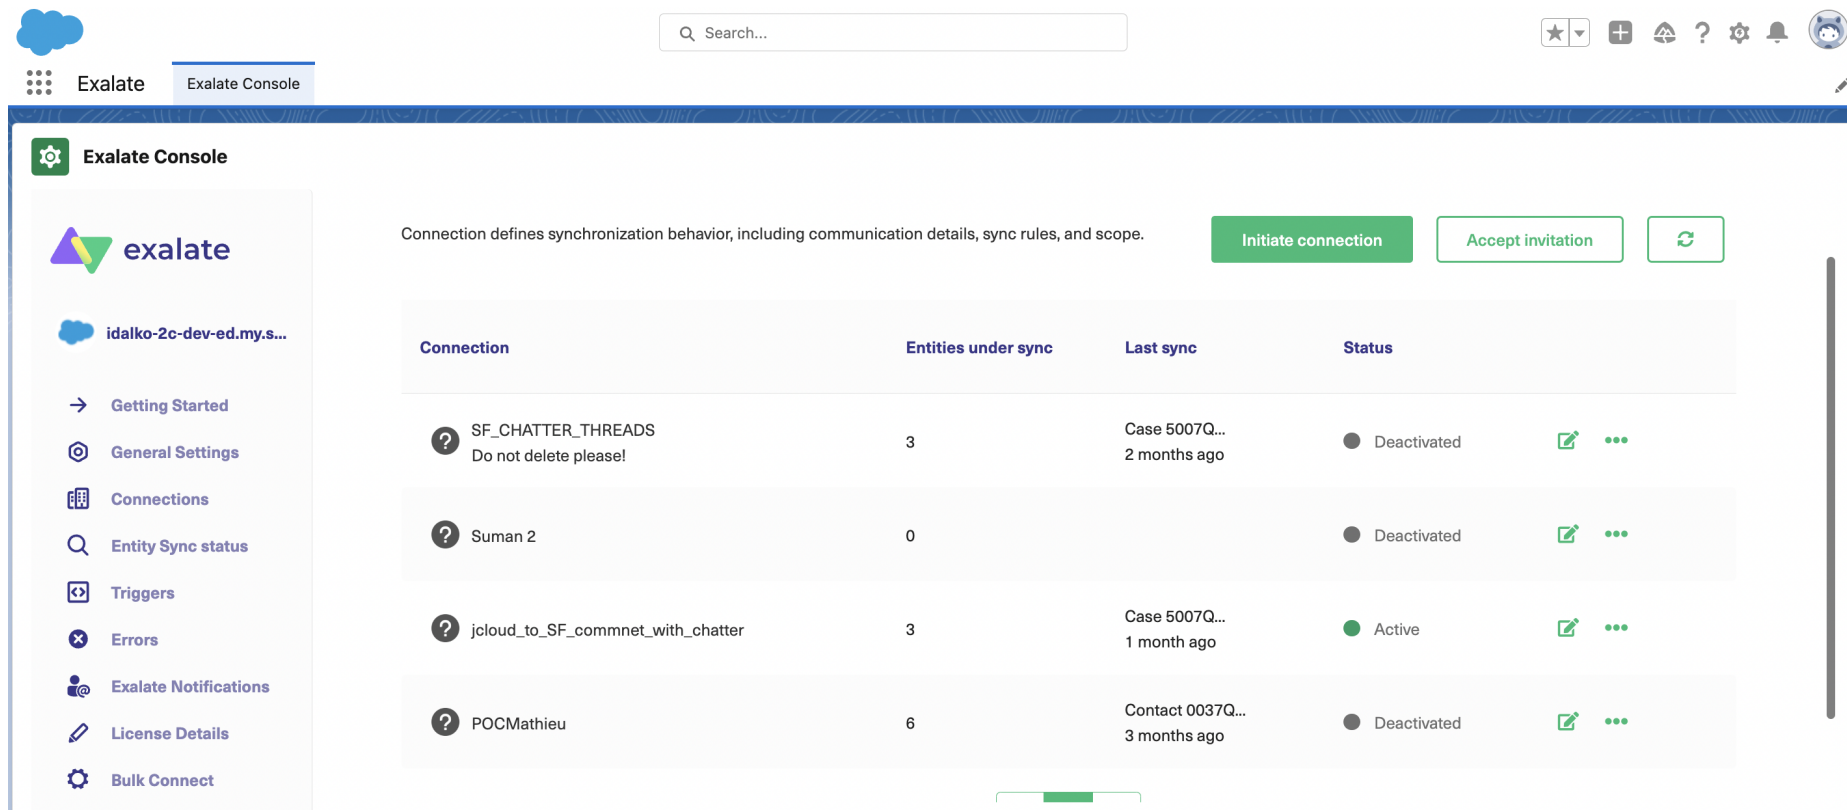 Search...
Exalate
Exalate Console
Exalate Console
exalate
idalko-2c-dev-ed.my.s...
Getting Started
General Settings
Connections
Entity Sync status
Triggers
Errors
Exalate Notifications
License Details
Bulk Connect
Connection defines synchronization behavior, including communication details, sync rules, and scope.
Initiate connection
Accept invitation
Connection Entities under sync Last sync Status
SF_CHATTER_THREADS
Do not delete please!
3
Case 5007Q...
2 months ago
Deactivated
Suman 2
0
Deactivated
jcloud_to_SF_commnet_with_chatter
3
Case 5007Q...
1 month ago
Active
POCMathieu
6
Contact 0037Q...
3 months ago
Deactivated